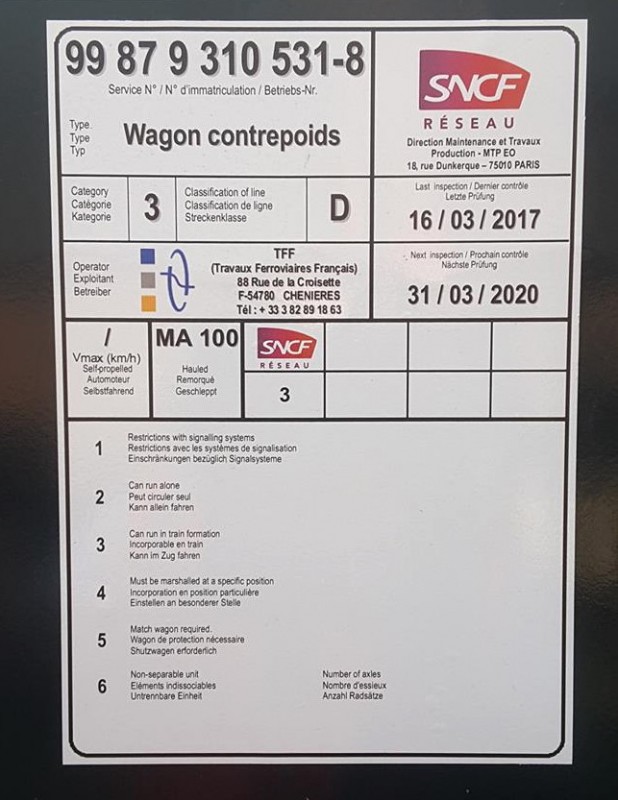 99 87 9 310 531-8
Service N° / N° d'immatriculation / Betriebs-Nr.
Type
Type
Typ
Wagon contrepoids
SNCF
RÉSEAU
Direction Maintenance et Travaux
Production - MTP EO
18, rue Dunkerque – 75010 PARIS
Category
Catégorie
Kategorie
3
Classification of line
Classification de ligne
Streckenklasse
D
Last inspection / Dernier contrôle
Letzte Prüfung
16 / 03 / 2017
Operator
Exploitant
Betreiber
TFF
(Travaux Ferroviaires Français)
88 Rue de la Croisette
F-54780 CHENIERES
Tél : + 33 3 82 89 18 63
Next inspection / Prochain contrôle
Nächste Prüfung
31 / 03 / 2020
/
Vmax (km/h)
Self-propelled
Automoteur
Selbstfahrend
MA 100
Hauled
Remorqué
Geschleppt
SNCF
RÉSEAU
3
1
Restrictions with signalling systems
Restrictions avec les systèmes de signalisation
Einschränkungen bezüglich Signalsysteme
2
Can run alone
Peut circuler seul
Kann allein fahren
3
Can run in train formation
Incorporable en train
Kann im Zug fahren
4
Must be marshalled at a specific position
Incorporation en position particulière
Einstellen an besonderer Stelle
5
Match wagon required.
Wagon de protection nécessaire
Shutzwagen erforderlich
6
Non-separable unit
Eléments indissociables
Untrennbare Einheit
Number of axles
Nombre d'essieux
Anzahl Radsätze